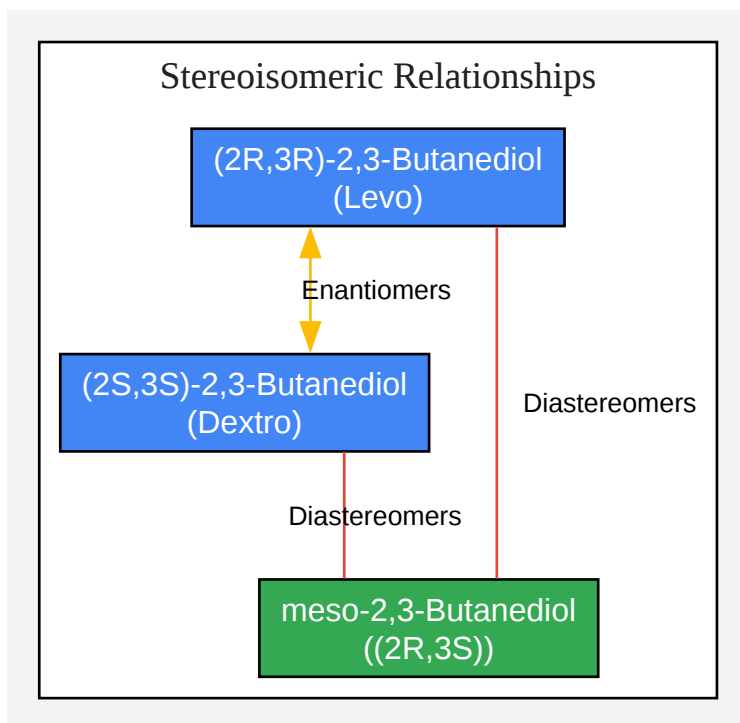 Stereoisomeric Relationships
(2R,3R)-2,3-Butanediol
(Levo)
Enantiomers
(2S,3S)-2,3-Butanediol
(Dextro)
Diastereomers
Diastereomers
meso-2,3-Butanediol
((2R,3S))